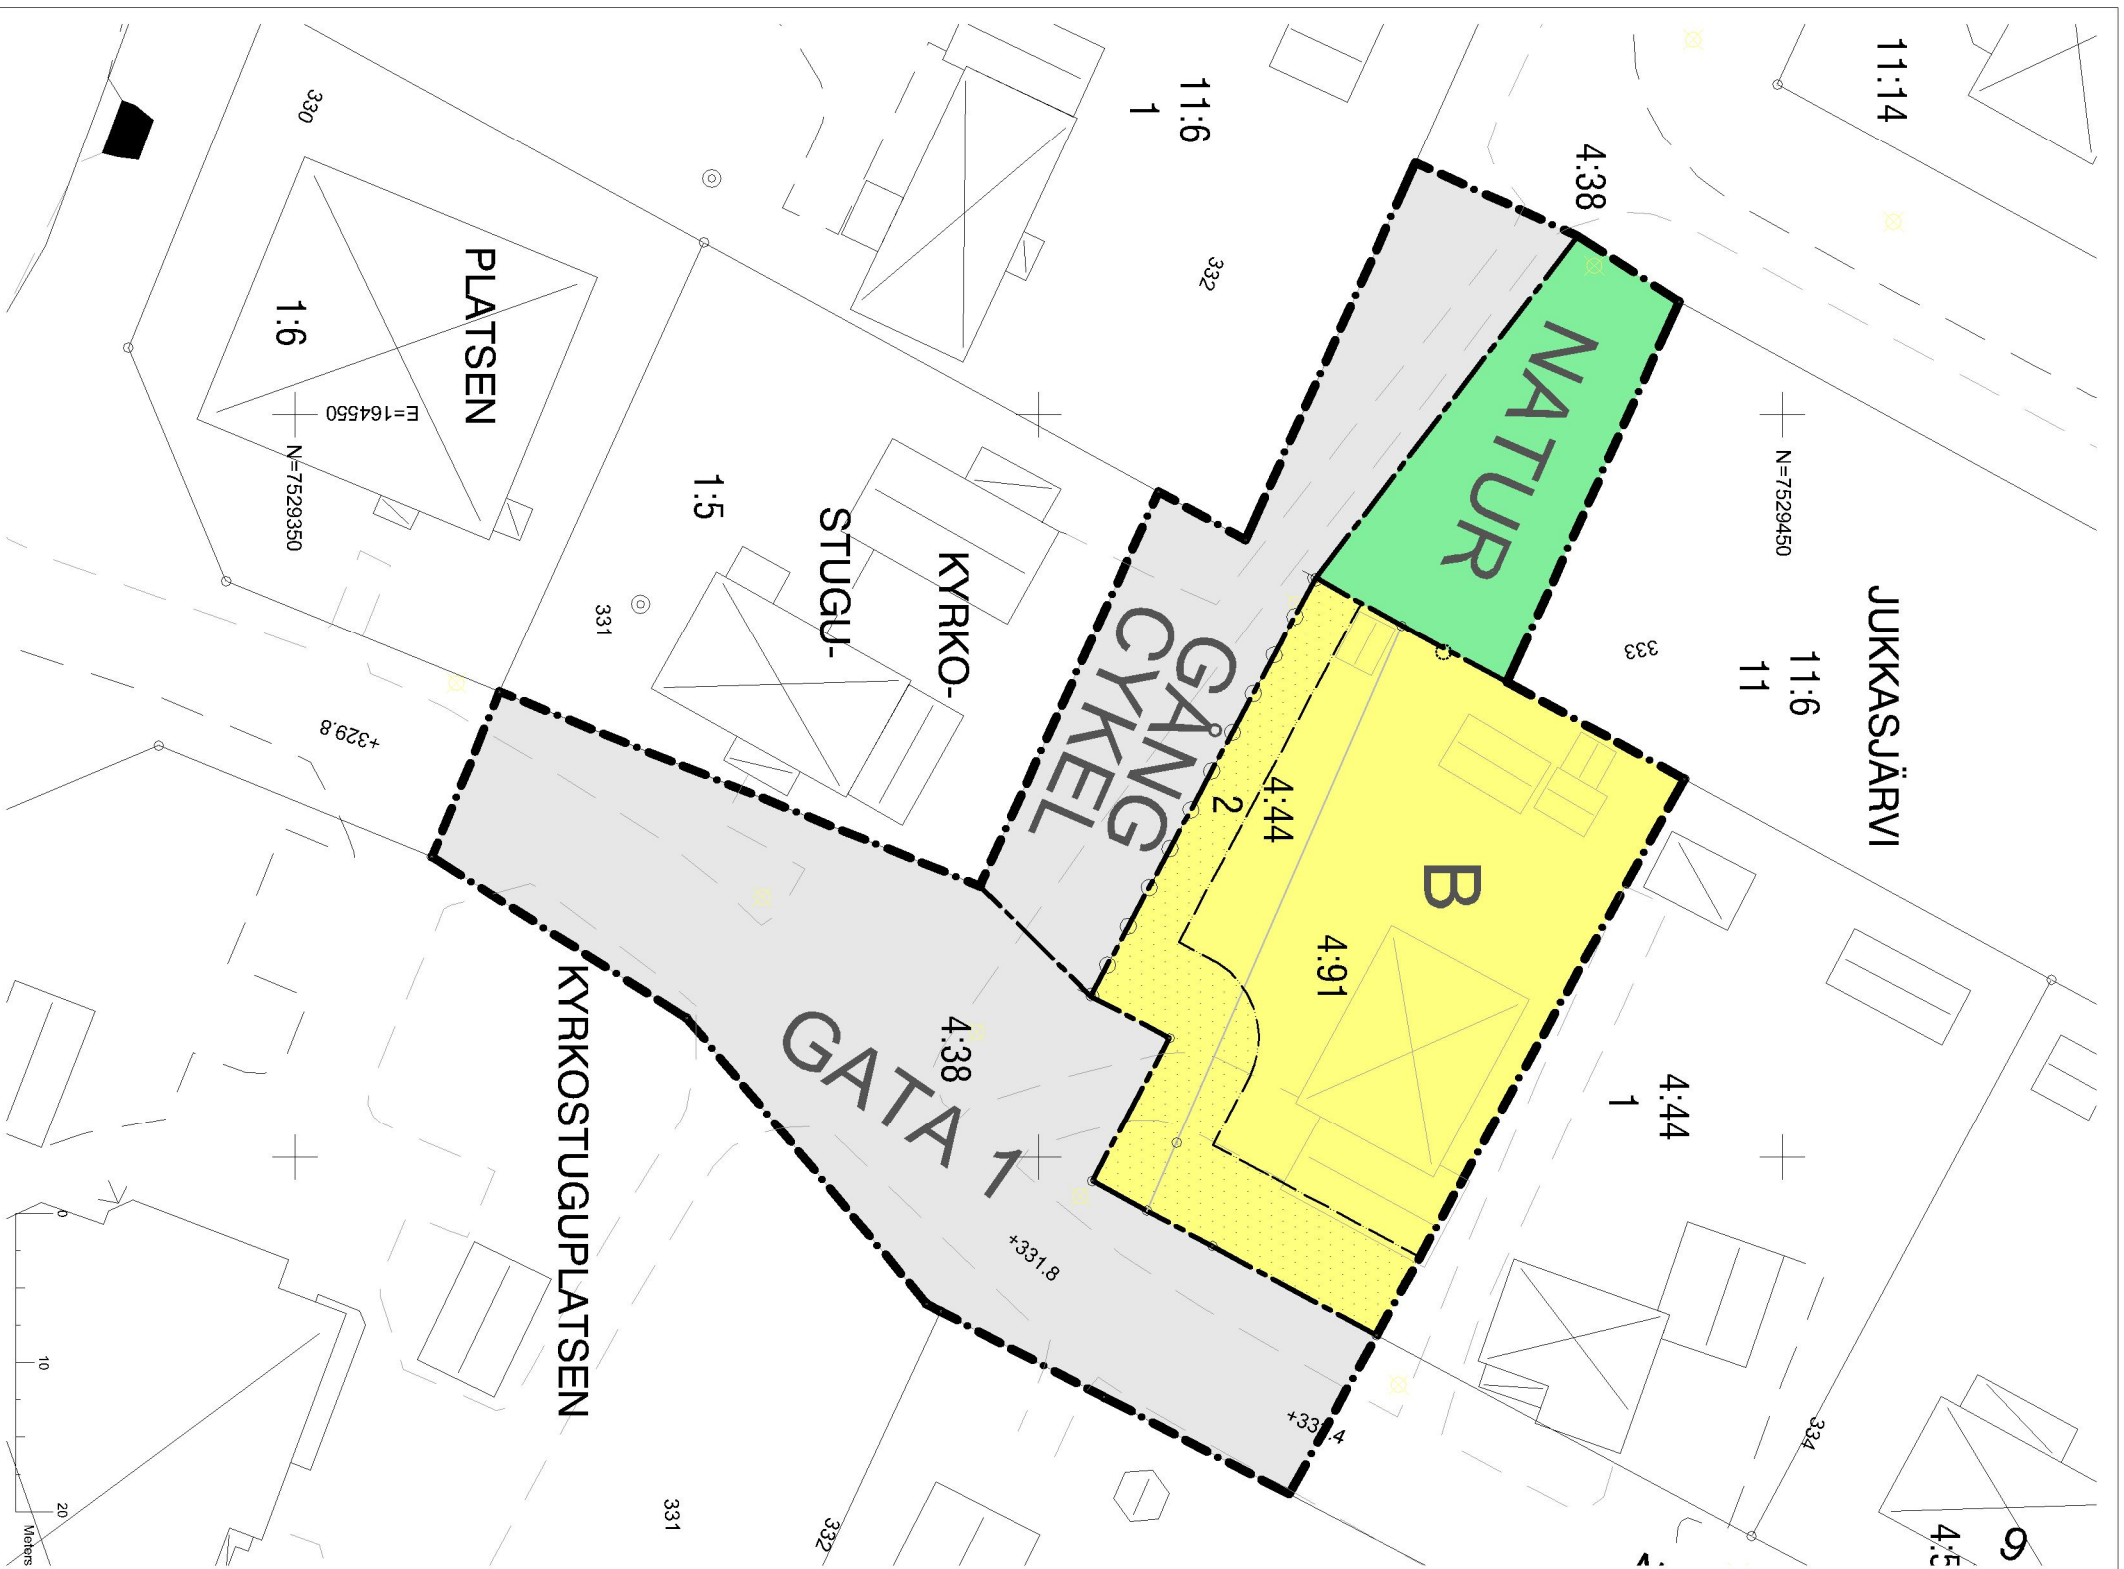 11:14
11:6
1
4:38
330
332
PLATSEN
1:6
E=164550
N=7529350
NATUR
N=7529450
1:5
KYRKO-
STUGU-
331
GÅNG
CYKEL
JUKKASJÄRVI
11:6
11
333
+329.8
4:44
2
B
4:91
4:38
GATA 1
KYRKOSTUGUPLATSEN
4:44
1
+331.8
334
331
332
9
0
10
20
Meters